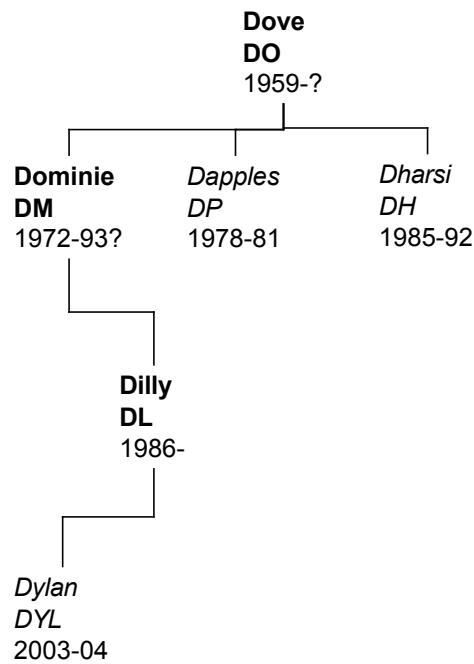 Dove
DO
1959-?
Dominie
DM
1972-93?
Dapples
DP
1978-81
Dharsi
DH
1985-92
Dilly
DL
1986-
Dylan
DYL
2003-04